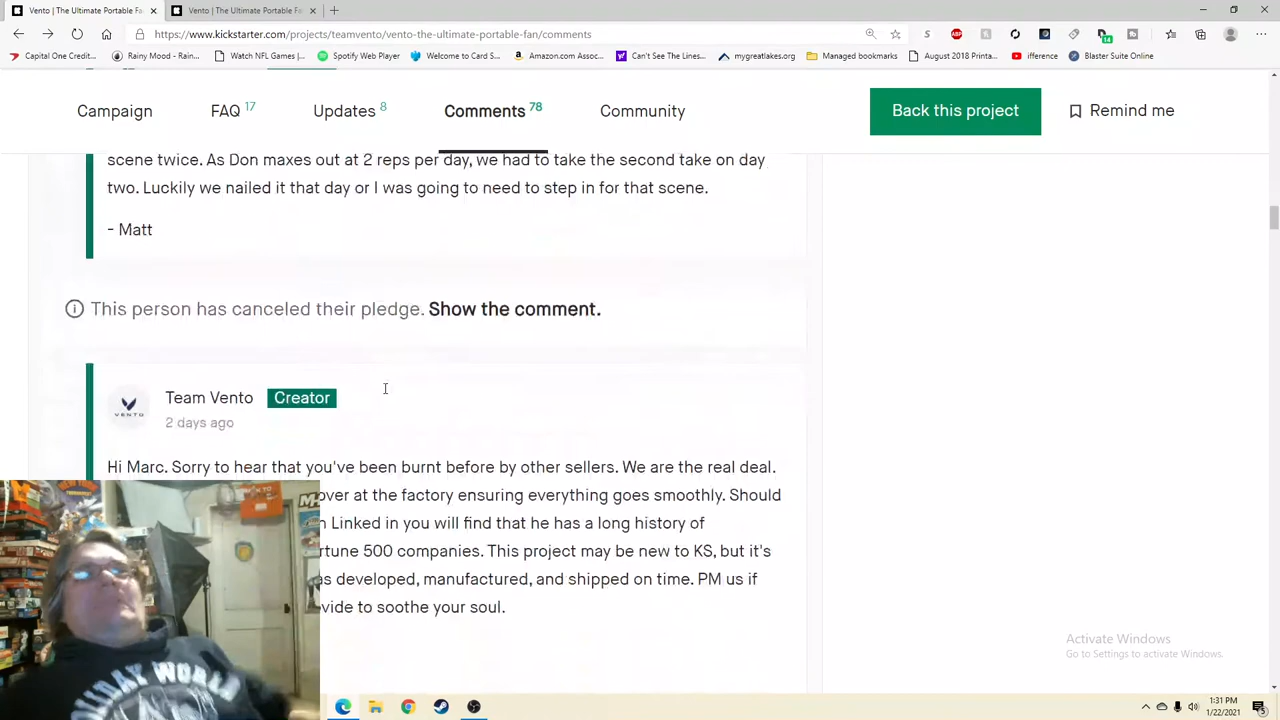 Vento | The Ultimate Portable Fa
Vento | The Ultimate Portable Fan
https://www.kickstarter.com/projects/teamvento/vento-the-ultimate-portable-fan/comments
ABP
14
Capital One Credit...
Rainy Mood - Rain...
Watch NFL Games |...
Spotify Web Player
Welcome to Card S...
Amazon.com Assoc...
Can't See The Lines...
mygreatlakes.org
Managed bookmarks
August 2018 Printa...
ifference
Blaster Suite Online
Campaign
FAQ 17
Updates 8
Comments 78
Community
Back this project
Remind me
scene twice. As Don maxes out at 2 reps per day, we had to take the second take on day
two. Luckily we nailed it that day or I was going to need to step in for that scene.
- Matt
This person has canceled their pledge. Show the comment.
VENTO
Team Vento Creator
2 days ago
Hi Marc. Sorry to hear that you've been burnt before by other sellers. We are the real deal.
over at the factory ensuring everything goes smoothly. Should
n Linked in you will find that he has a long history of
rtune 500 companies. This project may be new to KS, but it's
s developed, manufactured, and shipped on time. PM us if
vide to soothe your soul.
WORLD
Activate Windows
Go to Settings to activate Windows.
1:31 PM
1/22/2021